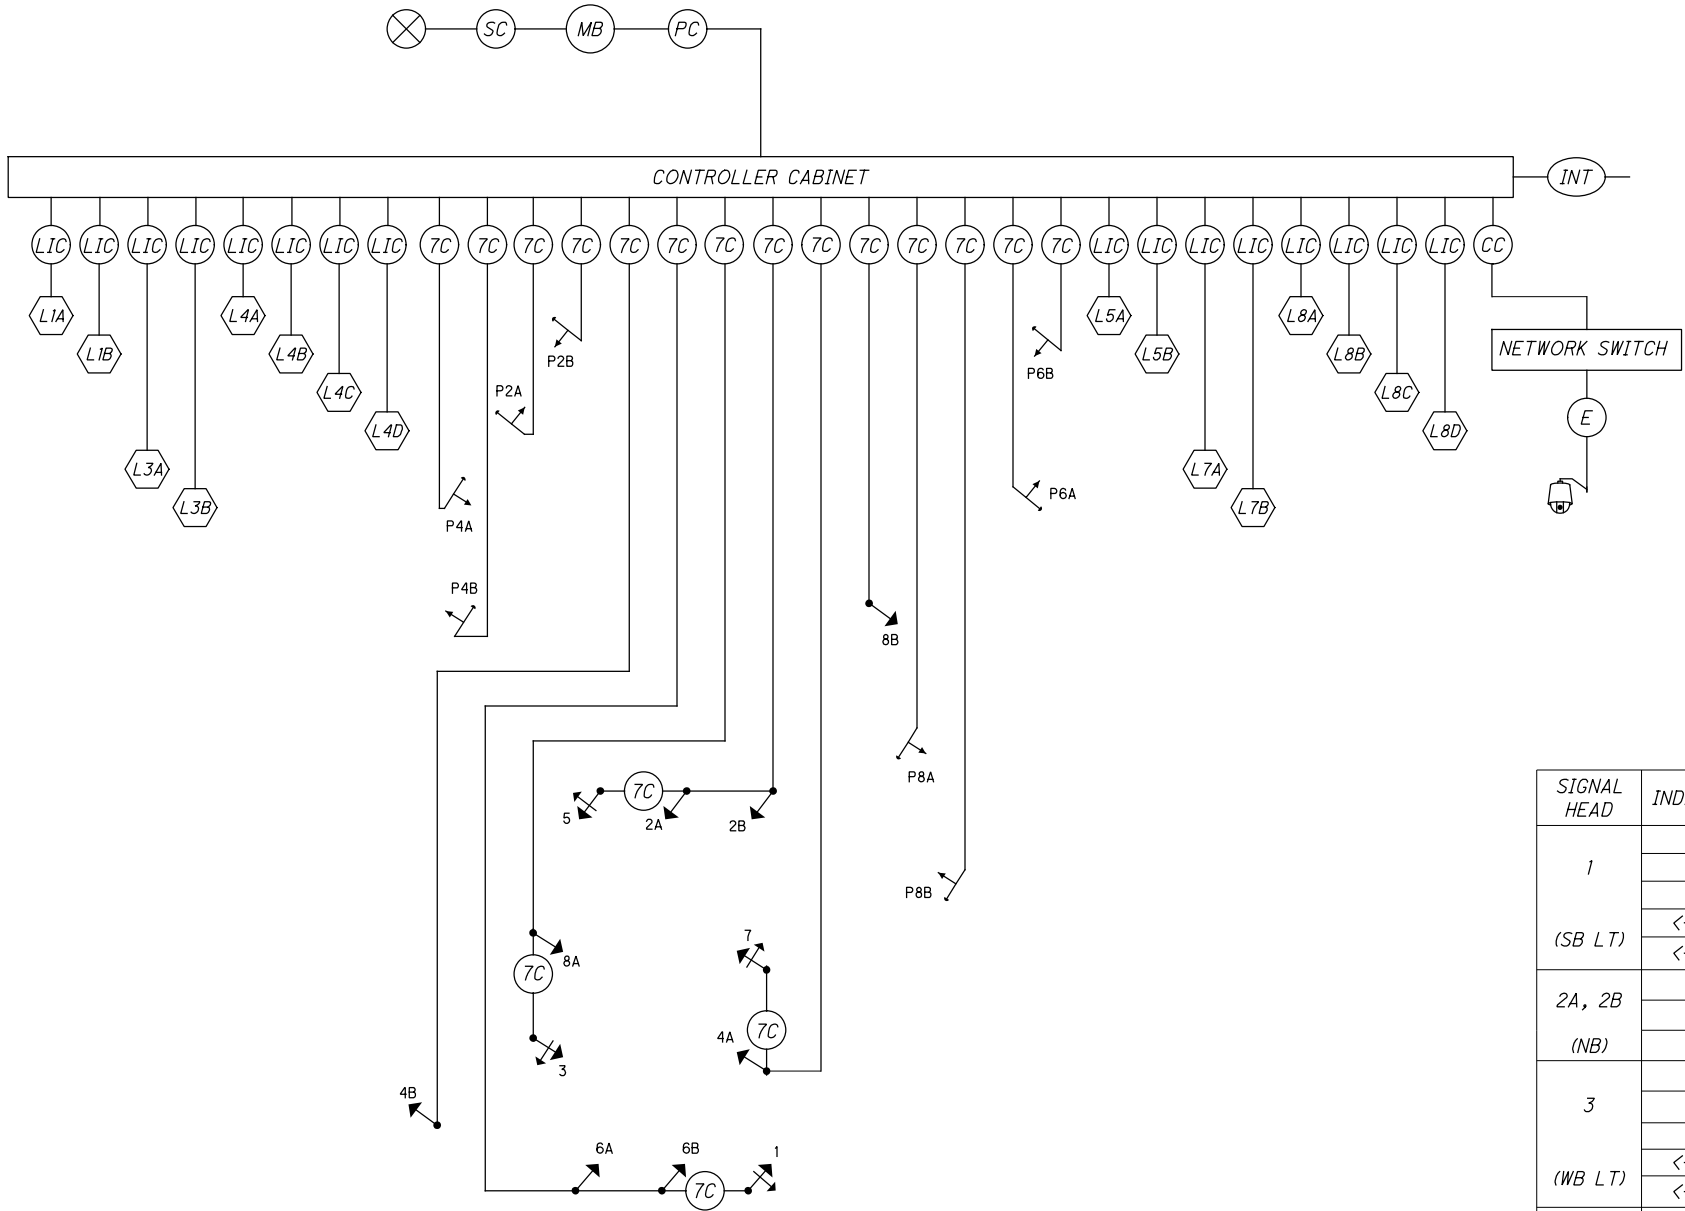 SC MB PC
CONTROLLER CABINET INT
LIC LIC LIC LIC LIC LIC LIC LIC 7C 7C 7C 7C 7C 7C 7C 7C 7C 7C 7C 7C 7C 7C LIC LIC LIC LIC LIC LIC LIC LIC CC
L1A L4A L5A L8A
L1B L4B P2B P6B L5B L8B NETWORK SWITCH
L4C P2A L8C
L4D L8D E
L3A L7A
L3B P6A L7B
P4A
P4B
8B
P8A
7C
5 2A 2B
P8B
7
8A
7C
4A 7C
3
4B
6A 6B 1
7C
SIGNAL
HEAD IND
1
(SB LT)
2A, 2B
(NB)
3
(WB LT)